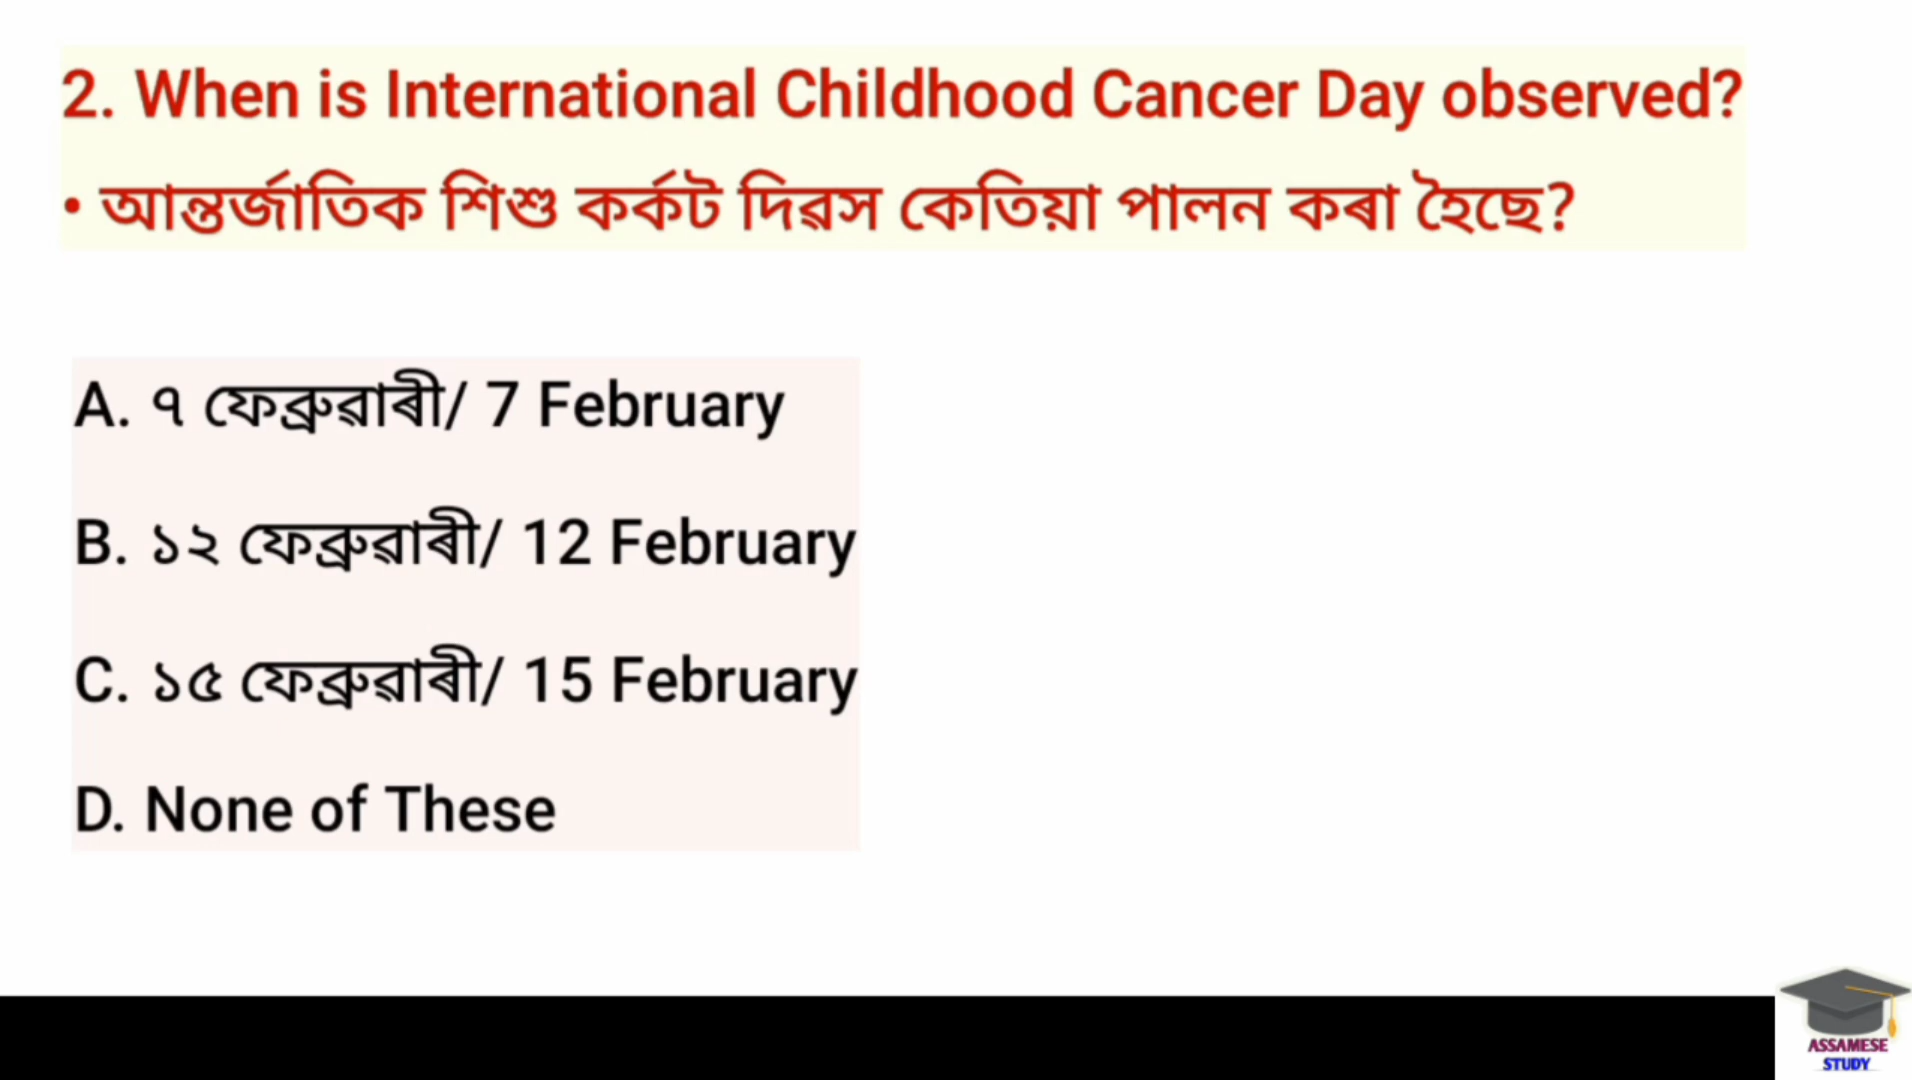 2. When is International Childhood Cancer Day observed?
• আন্তৰ্জাতিক শিশু কৰ্কট দিৱস কেতিয়া পালন কৰা হৈছে?
A. ৭ ফেব্ৰুৱাৰী/ 7 February
B. ১২ ফেব্ৰুৱাৰী/ 12 February
C. ১৫ ফেব্ৰুৱাৰী/ 15 February
D. None of These
ASSAMESE
STUDY